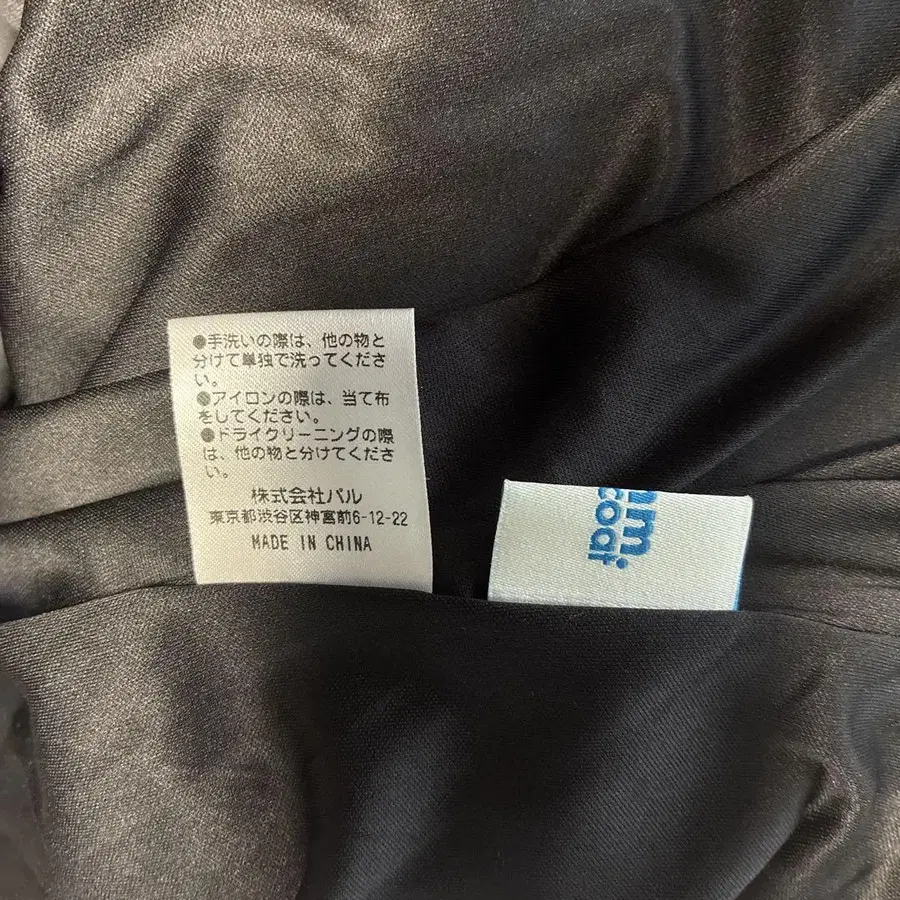 ●手洗いの際は、他の物と
分けて単独で洗ってくださ
い。
●アイロンの際は、当て布
をしてください。
●ドライクリーニングの際
は、他の物と分けてくださ
い。
株式会社パル
東京都渋谷区神宮前6-12-22
MADE IN CHINA
coat